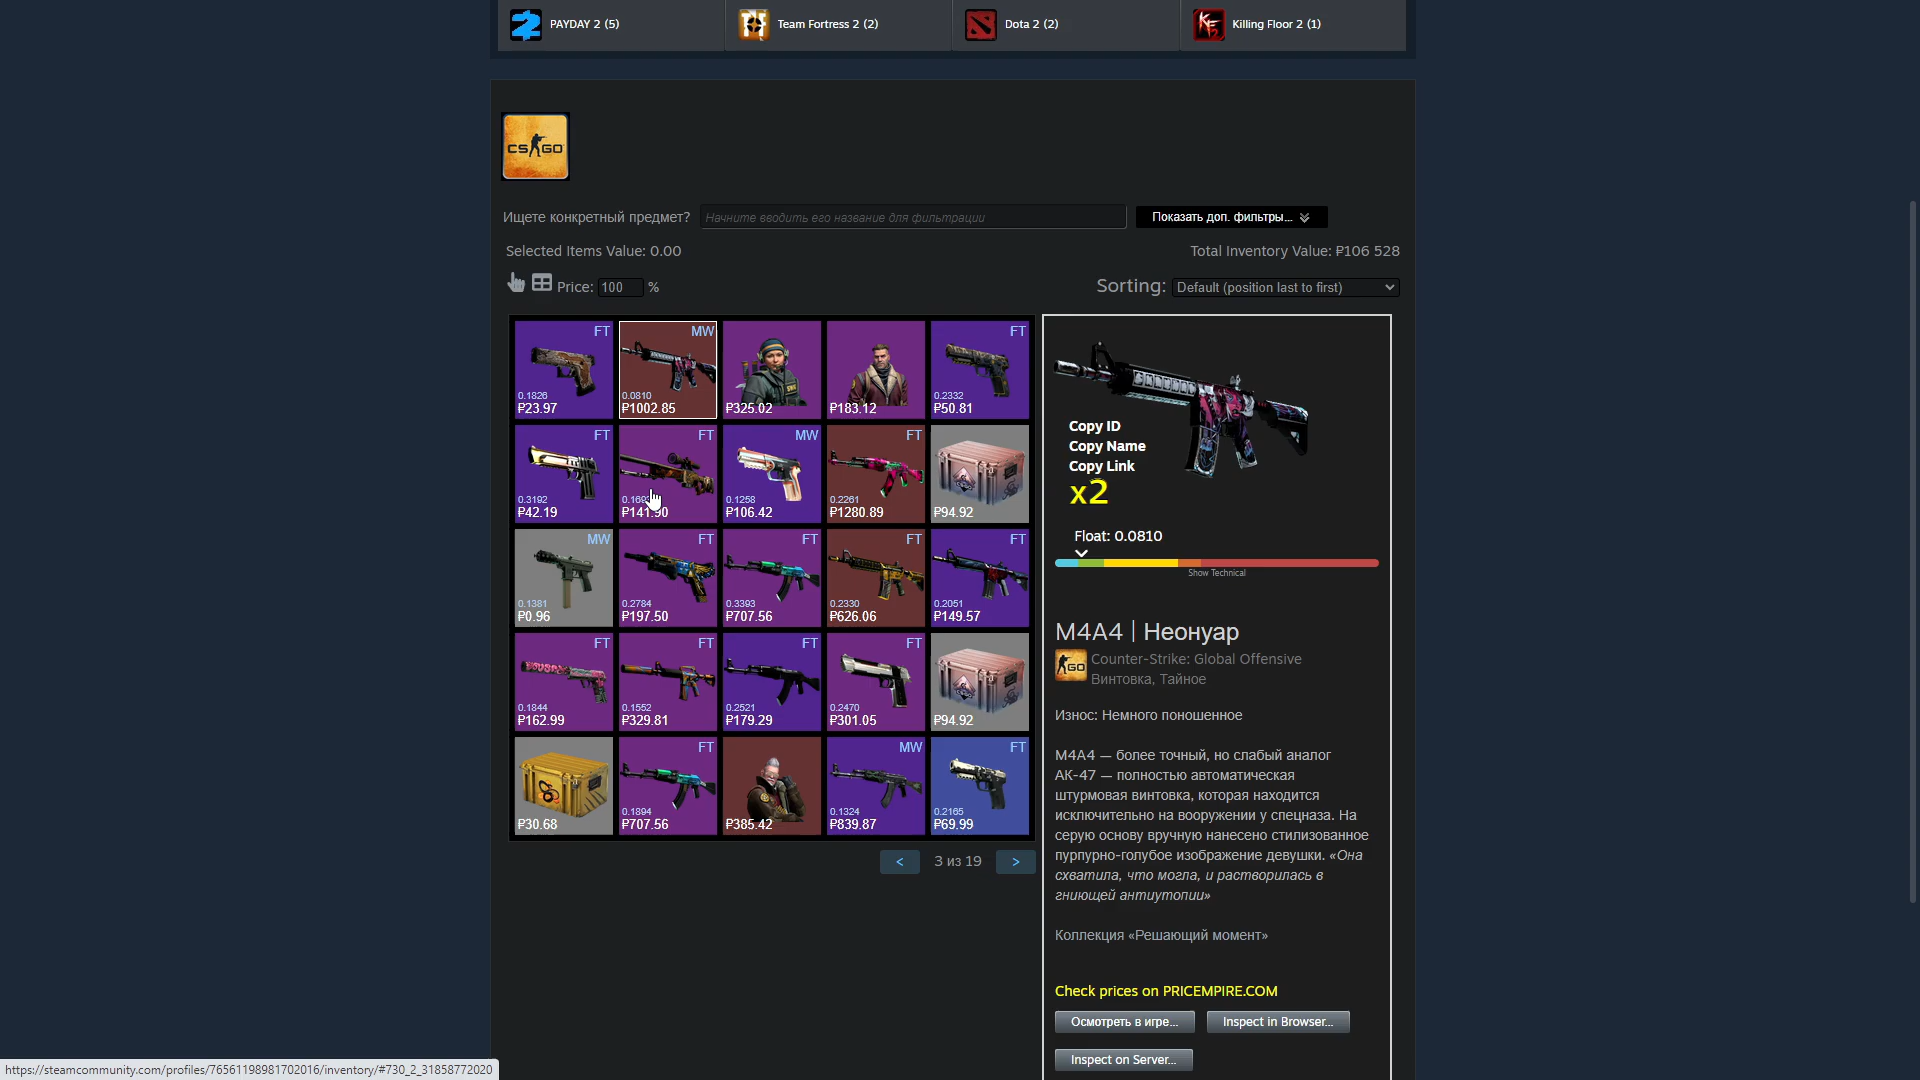 PAYDAY 2 (5)
Team Fortress 2 (2)
Dota 2 (2)
Killing Floor 2 (1)
CS GO
Ищете конкретный предмет?
Начните вводить его название для фильтрации
Показать доп. фильтры...
Selected Items Value: 0.00
Total Inventory Value: ₽106 528
Price: 100 %
Sorting: Default (position last to first)
FT
0.1826
₽23.97
MW
0.0810
₽1002.85
₽325.02
₽183.12
FT
0.2332
₽50.81
FT
0.3192
₽42.19
FT
₽141.90
MW
0.1258
₽106.42
FT
0.2261
₽1280.89
₽94.92
MW
0.1381
₽0.96
FT
0.2784
₽197.50
FT
0.3393
₽707.56
FT
0.2330
₽626.06
FT
0.2051
₽149.57
FT
0.1844
₽162.99
FT
0.1552
₽329.81
FT
0.2521
₽179.29
FT
0.2470
₽301.05
₽94.92
₽30.68
FT
0.1894
₽707.56
₽385.42
MW
0.1324
₽839.87
FT
0.2165
₽69.99
< 3 из 19 >
Copy ID
Copy Name
Copy Link
x2
Float: 0.0810
Show Technical
M4A4 | Неонуар
GO
Counter-Strike: Global Offensive
Винтовка, Тайное
Износ: Немного поношенное
M4A4 — более точный, но слабый аналог
AK-47 — полностью автоматическая
штурмовая винтовка, которая находится
исключительно на вооружении у спецназа. На
серую основу вручную нанесено стилизованное
пурпурно-голубое изображение девушки. «Она
схватила, что могла, и растворилась в
гниющей антиутопии»
Коллекция «Решающий момент»
Check prices on PRICEMPIRE.COM
Осмотреть в игре...
Inspect in Browser...
Inspect on Server...
https://steamcommunity.com/profiles/76561198981702016/inventory/#730_2_31858772020